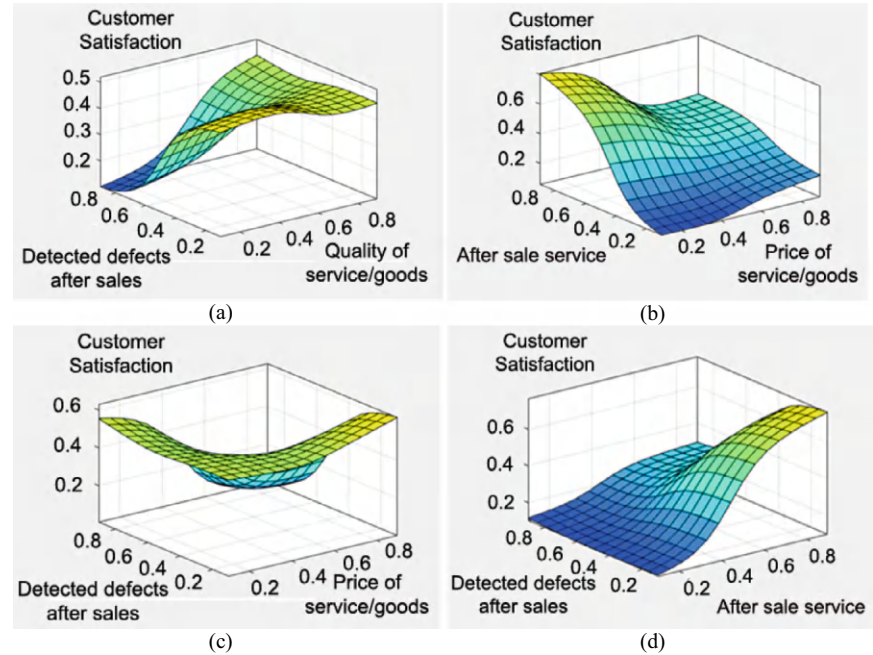 Customer
Satisfaction
0.5
0.4
0.3
0.2
0.8
0.6
0.4
0.2
0.2
0.4
0.6
0.8
Detected defects
after sales
Quality of
service/goods
(a)
Customer
Satisfaction
0.6
0.4
0.2
0.8
0.6
0.4
0.2
0.2
0.4
0.6
0.8
After sale service
Price of
service/goods
(b)
Customer
Satisfaction
0.6
0.4
0.2
0.8
0.6
0.4
0.2
0.2
0.4
0.6
0.8
Detected defects
after sales
Price of
service/goods
(c)
Customer
Satisfaction
0.6
0.4
0.2
0.8
0.6
0.4
0.2
0.2
0.4
0.6
0.8
Detected defects
after sales
After sale service
(d)